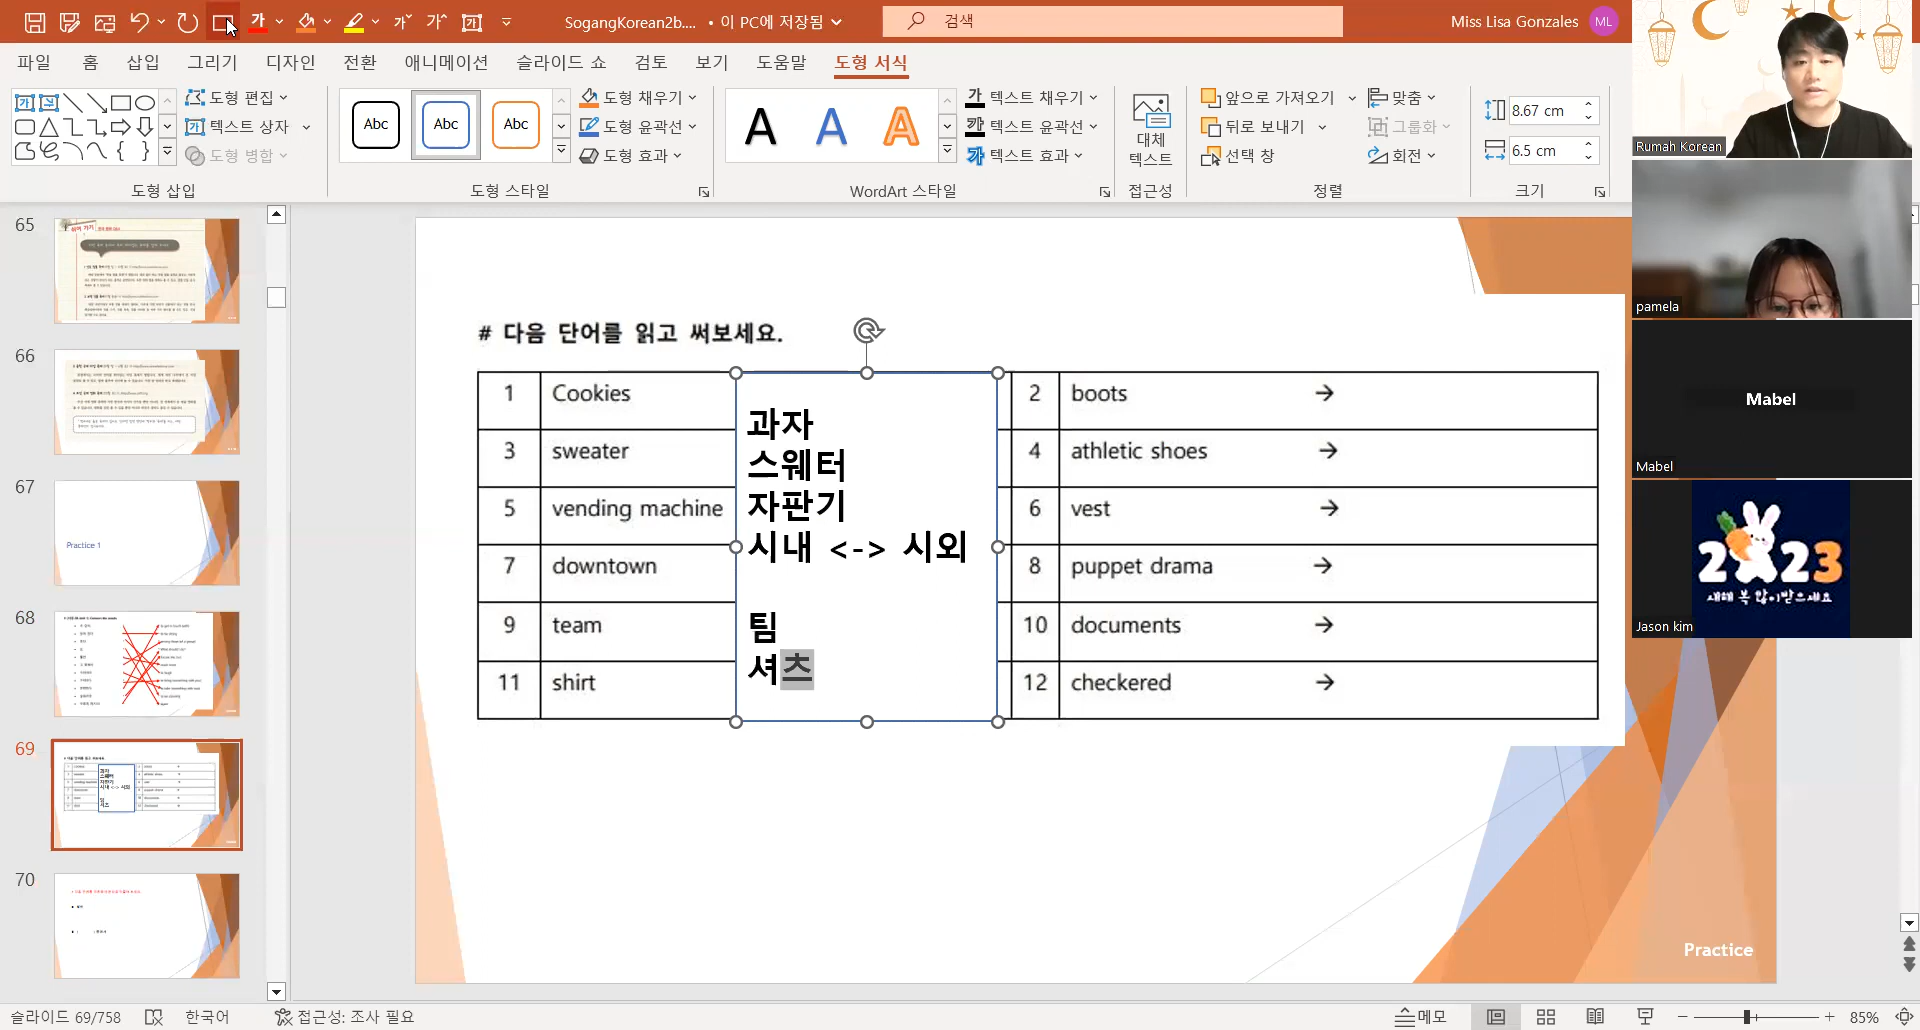 SogangKorean2b.... • 이 PC에 저장됨
검색
Miss Lisa Gonzales ML
파일 홈 삽입 그리기 디자인 전환 애니메이션 슬라이드 쇼 검토 보기 도움말 도형 서식
도형 편집
텍스트 상자
도형 병합
도형 삽입
Abc Abc Abc
도형 채우기
도형 윤곽선
도형 효과
도형 스타일
A A A
텍스트 채우기
텍스트 윤곽선
텍스트 효과
WordArt 스타일
대체
텍스트
접근성
앞으로 가져오기
뒤로 보내기
선택 창
맞춤
그룹화
회전
정렬
8.67 cm
6.5 cm
크기
Rumah Korean
pamela
Mabel
Mabel
2023
새해 복 많이 받으세요
Jason kim
65
66
67
Practice 1
68
69
70
# 다음 단어를 읽고 써보세요.
1 Cookies
2 boots →
3 sweater
4 athletic shoes →
5 vending machine
6 vest →
7 downtown
8 puppet drama →
9 team
10 documents →
11 shirt
12 checkered →
과자
스웨터
자판기
시내 <-> 시외
팀
셔츠
Practice
슬라이드 69/758 한국어 접근성: 조사 필요
메모
85%